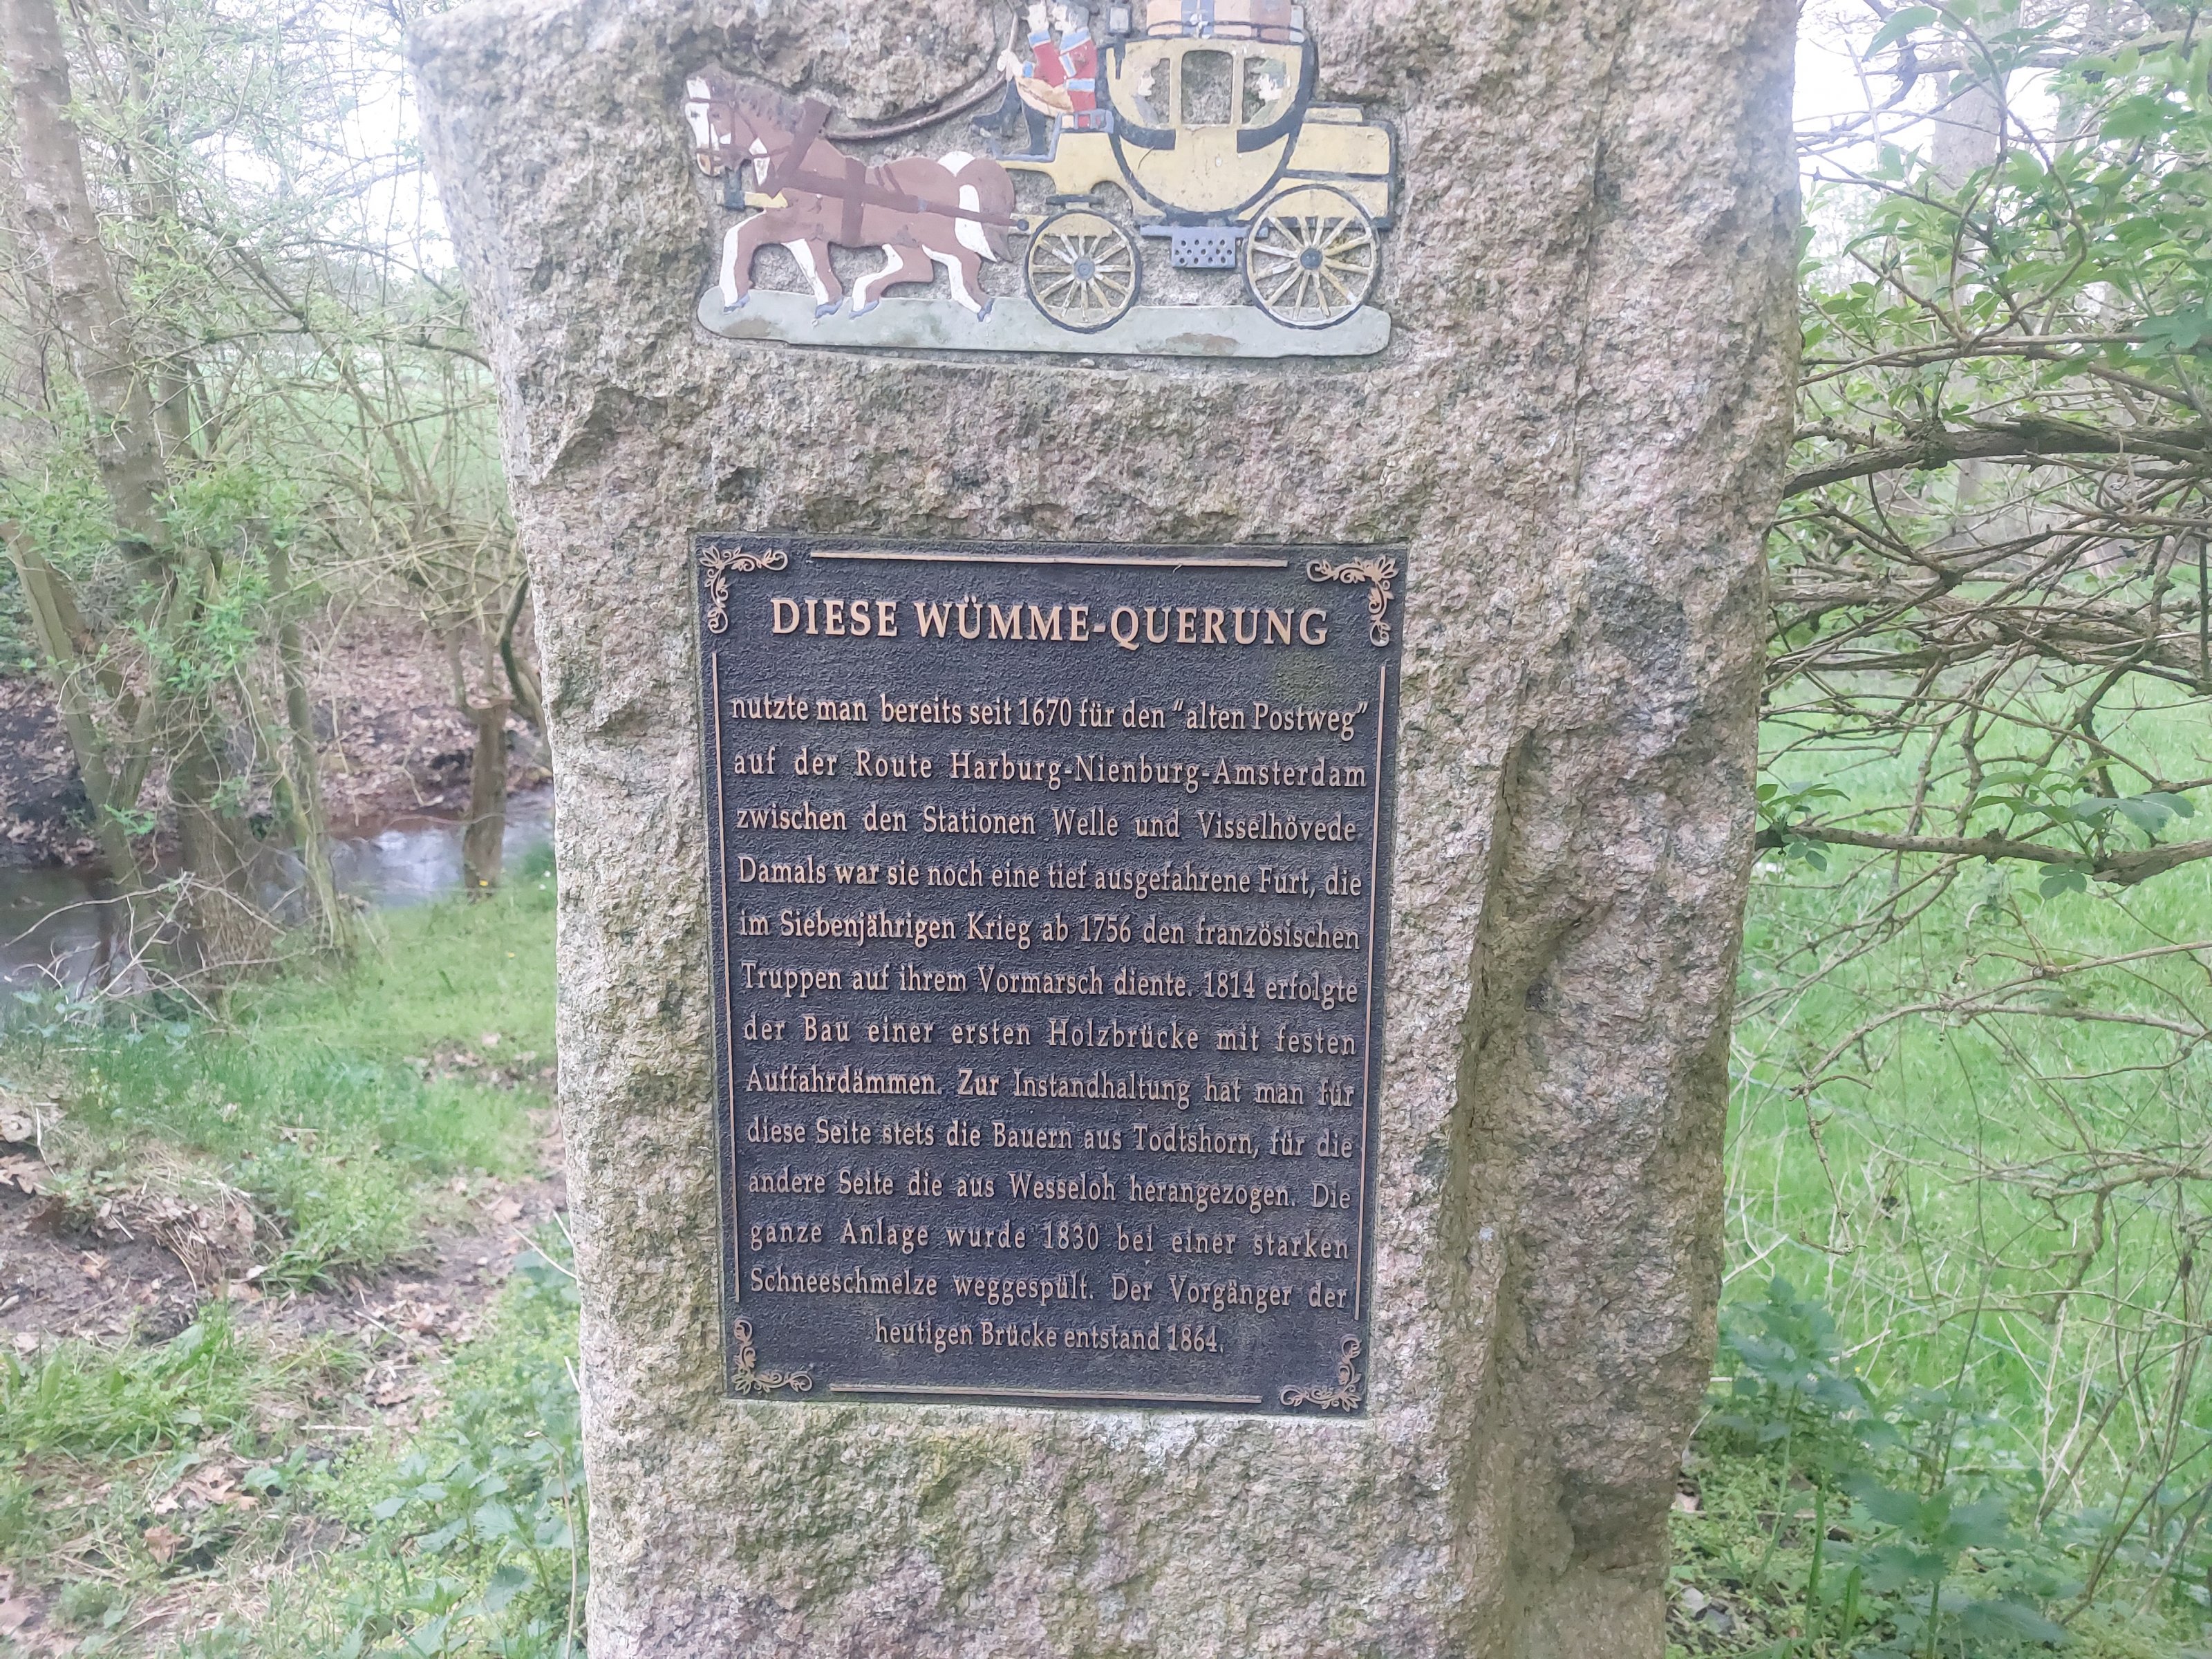 DIESE WÜMME-QUERUNG
nutzte man bereits seit 1670 für den "alten Postweg"
auf der Route Harburg-Nienburg-Amsterdam
zwischen den Stationen Welle und Visselhövede.
Damals war sie noch eine tief ausgefahrene Furt, die
im Siebenjährigen Krieg ab 1756 den französischen
Truppen auf ihrem Vormarsch diente. 1814 erfolgte
der Bau einer ersten Holzbrücke mit festen
Auffahrdämmen. Zur Instandhaltung hat man für
diese Seite stets die Bauern aus Todtshorn, für die
andere Seite die aus Wesseloh herangezogen. Die
ganze Anlage wurde 1830 bei einer starken
Schneeschmelze weggespült. Der Vorgänger der
heutigen Brücke entstand 1864.